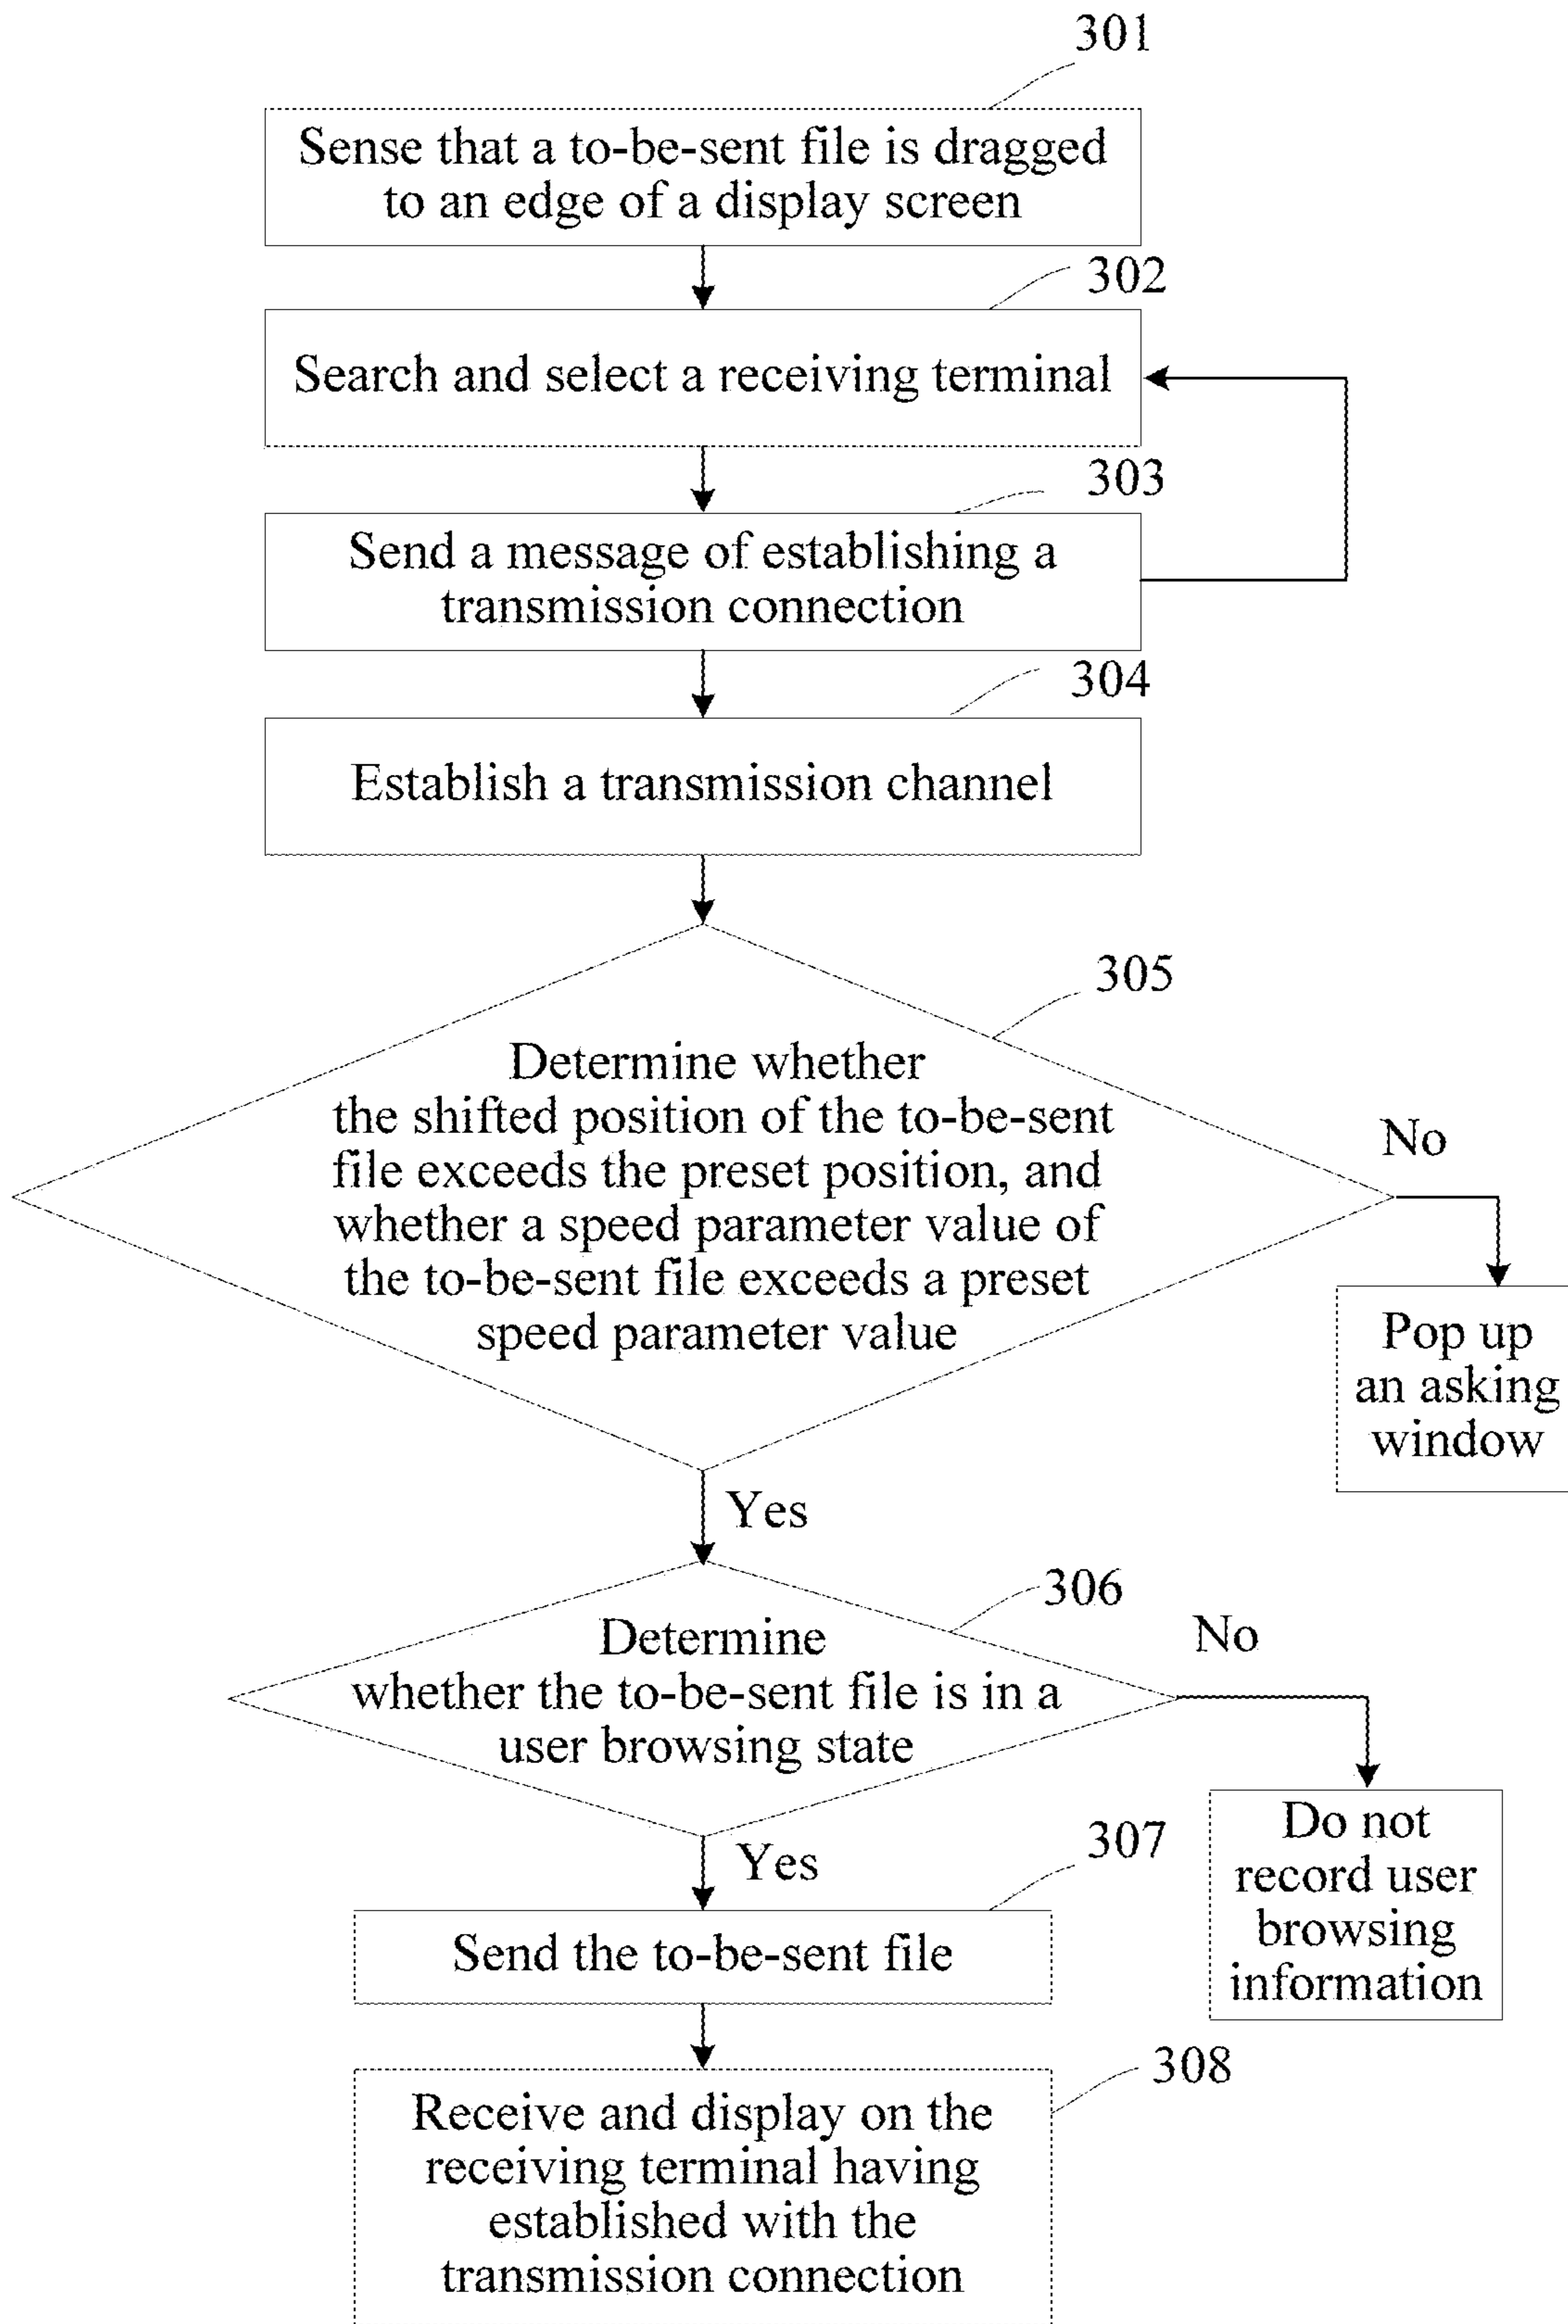 301
Sense that a to-be-sent file is dragged
to an edge of a display screen
302
Search and select a receiving terminal
303
Send a message of establishing a
transmission connection
304
Establish a transmission channel
305
Determine whether
the shifted position of the to-be-sent
file exceeds the preset position, and
whether a speed parameter value of
the to-be-sent file exceeds a preset
speed parameter value
No
Pop up
an asking
window
Yes
306
Determine
whether the to-be-sent file is in a
user browsing state
No
Do not
record user
browsing
information
Yes
307
Send the to-be-sent file
308
Receive and display on the
receiving terminal having
established with the
transmission connection